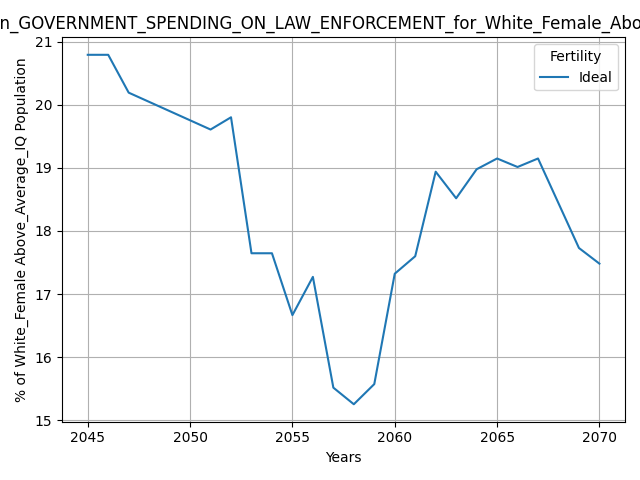 n_GOVERNMENT_SPENDING_ON_LAW_ENFORCEMENT_for_White_Female_Abo
% of White_Female Above_Average_IQ Population
21
20
19
18
17
16
15
Fertility
Ideal
2045 2050 2055 2060 2065 2070
Years